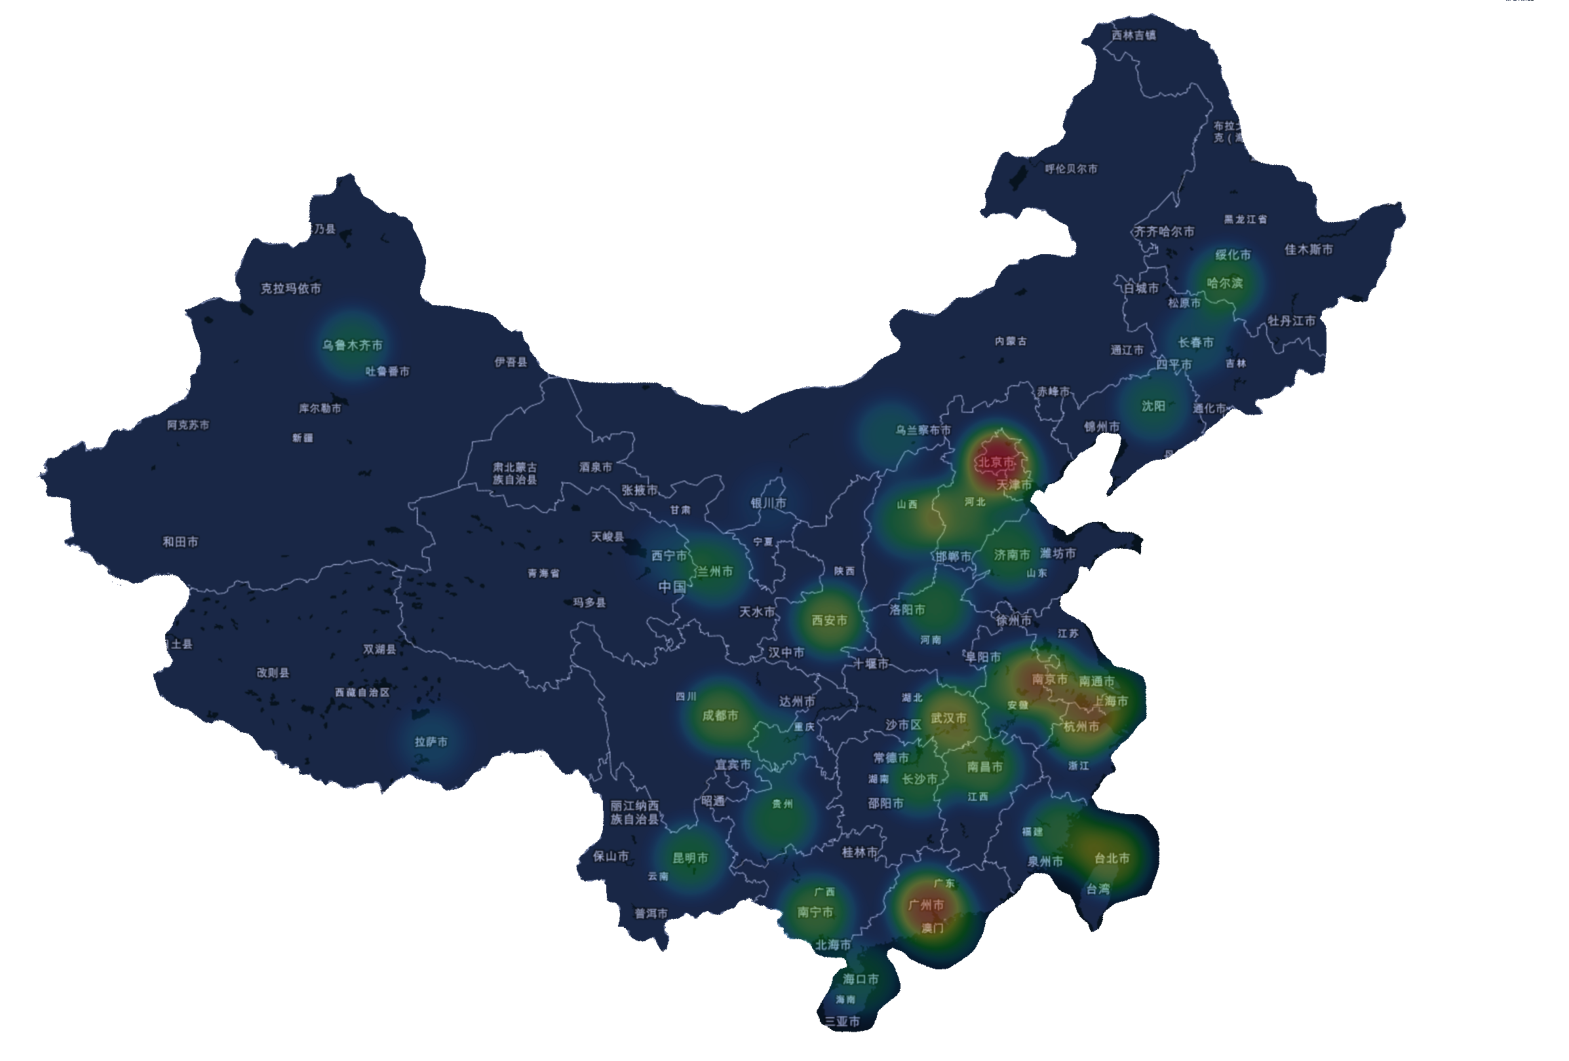 西林吉镇
布拉
克（
呼伦贝尔市
黑龙江省
乃县
齐齐哈尔市
佳木斯市
绥化市
哈尔滨
克拉玛依市
白城市
松原市
牡丹江市
乌鲁木齐市
内蒙古
长春市
通辽市
伊吾县
四平市
吉林
吐鲁番市
赤峰市
库尔勒市
沈阳
通化市
阿克苏市
锦州市
新疆
乌兰察布市
肃北蒙古
族自治县
酒泉市
北京市
天津市
张掖市
甘肃
银川市
山西
河北
和田市
天峻县
宁夏
西宁市
邯郸市
济南市
潍坊市
青海省
兰州市
陕西
山东
中国
玛多县
天水市
洛阳市
西安市
徐州市
江苏
河南
土县
双湖县
汉中市
十堰市
阜阳市
改则县
西藏自治区
南京市
南通市
四川
达州市
湖北
安徽
上海市
成都市
重庆
沙市区
武汉市
杭州市
拉萨市
常德市
宜宾市
南昌市
浙江
湖南
长沙市
丽江纳西
族自治县
昭通
贵州
邵阳市
江西
福建
保山市
昆明市
桂林市
泉州市
台北市
云南
广西
广东
台湾
普洱市
南宁市
广州市
澳门
北海市
海口市
海南
三亚市